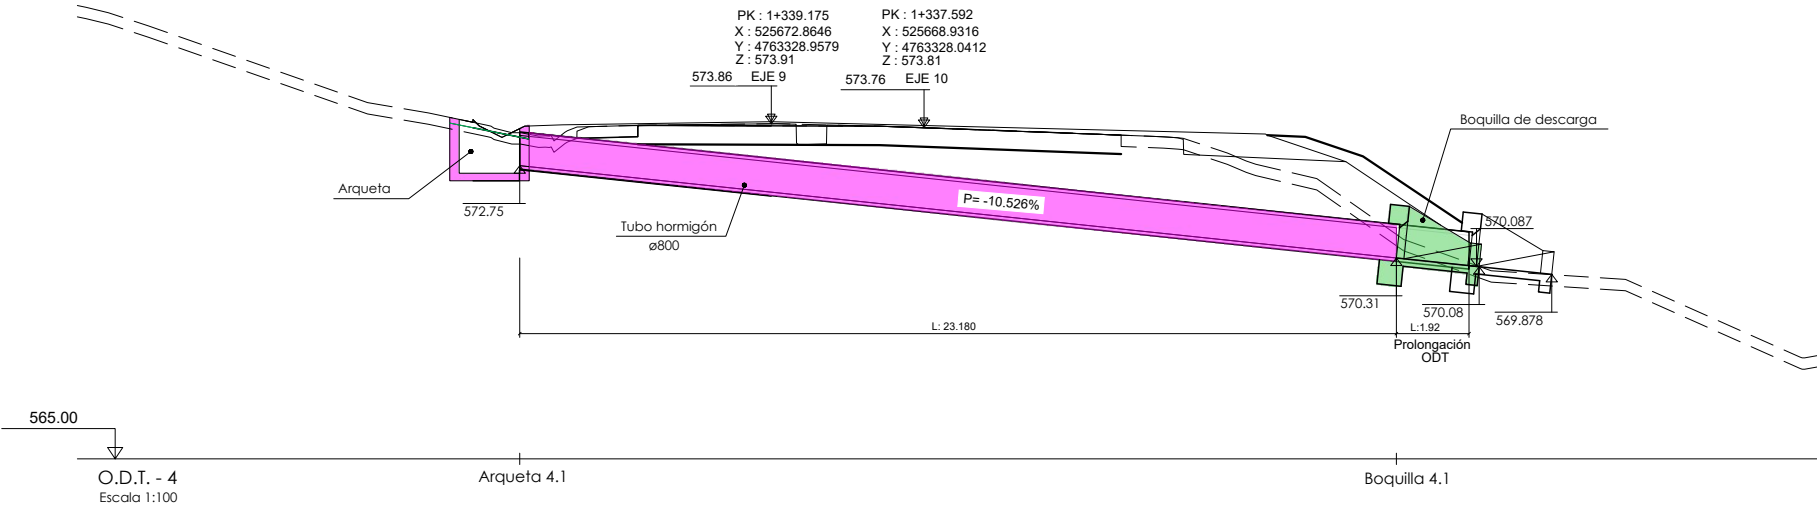 PK : 1+339.175
X : 525672.8646
Y : 4763328.9579
Z : 573.91
573.86 EJE 9
PK : 1+337.592
X : 525668.9316
Y : 4763328.0412
Z : 573.81
573.76 EJE 10
Boquilla de descarga
Arqueta
572.75
P= -10.526%
Tubo hormigón
ø800
570.087
570.31
570.08
569.878
L: 23.180
L:1.92
Prolongación
ODT
565.00
O.D.T. - 4
Escala 1:100
Arqueta 4.1
Boquilla 4.1